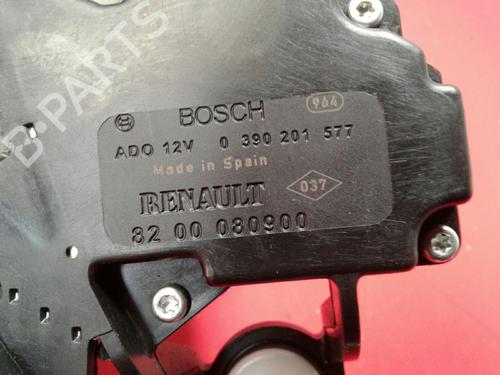 B-PARTS
964
BOSCH
ADO 12V 0 390 201 577
Made in Spain
RENAULT
037
82 00 080900